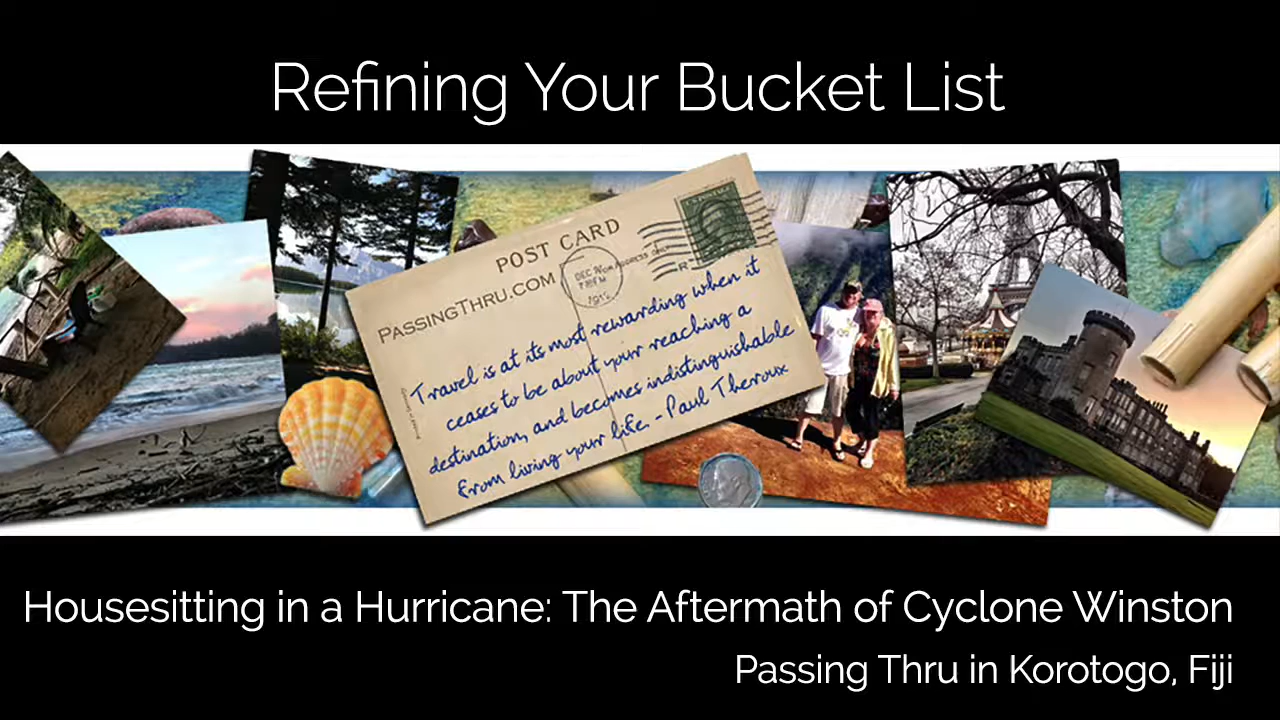 Refining Your Bucket List
POST CARD
PASSINGTHRU.COM
Travel is at its most rewarding when it
ceases to be about your reaching a
destination, and becomes indistinguishable
from living your life. - Paul Theroux
Housesitting in a Hurricane: The Aftermath of Cyclone Winston
Passing Thru in Korotogo, Fiji